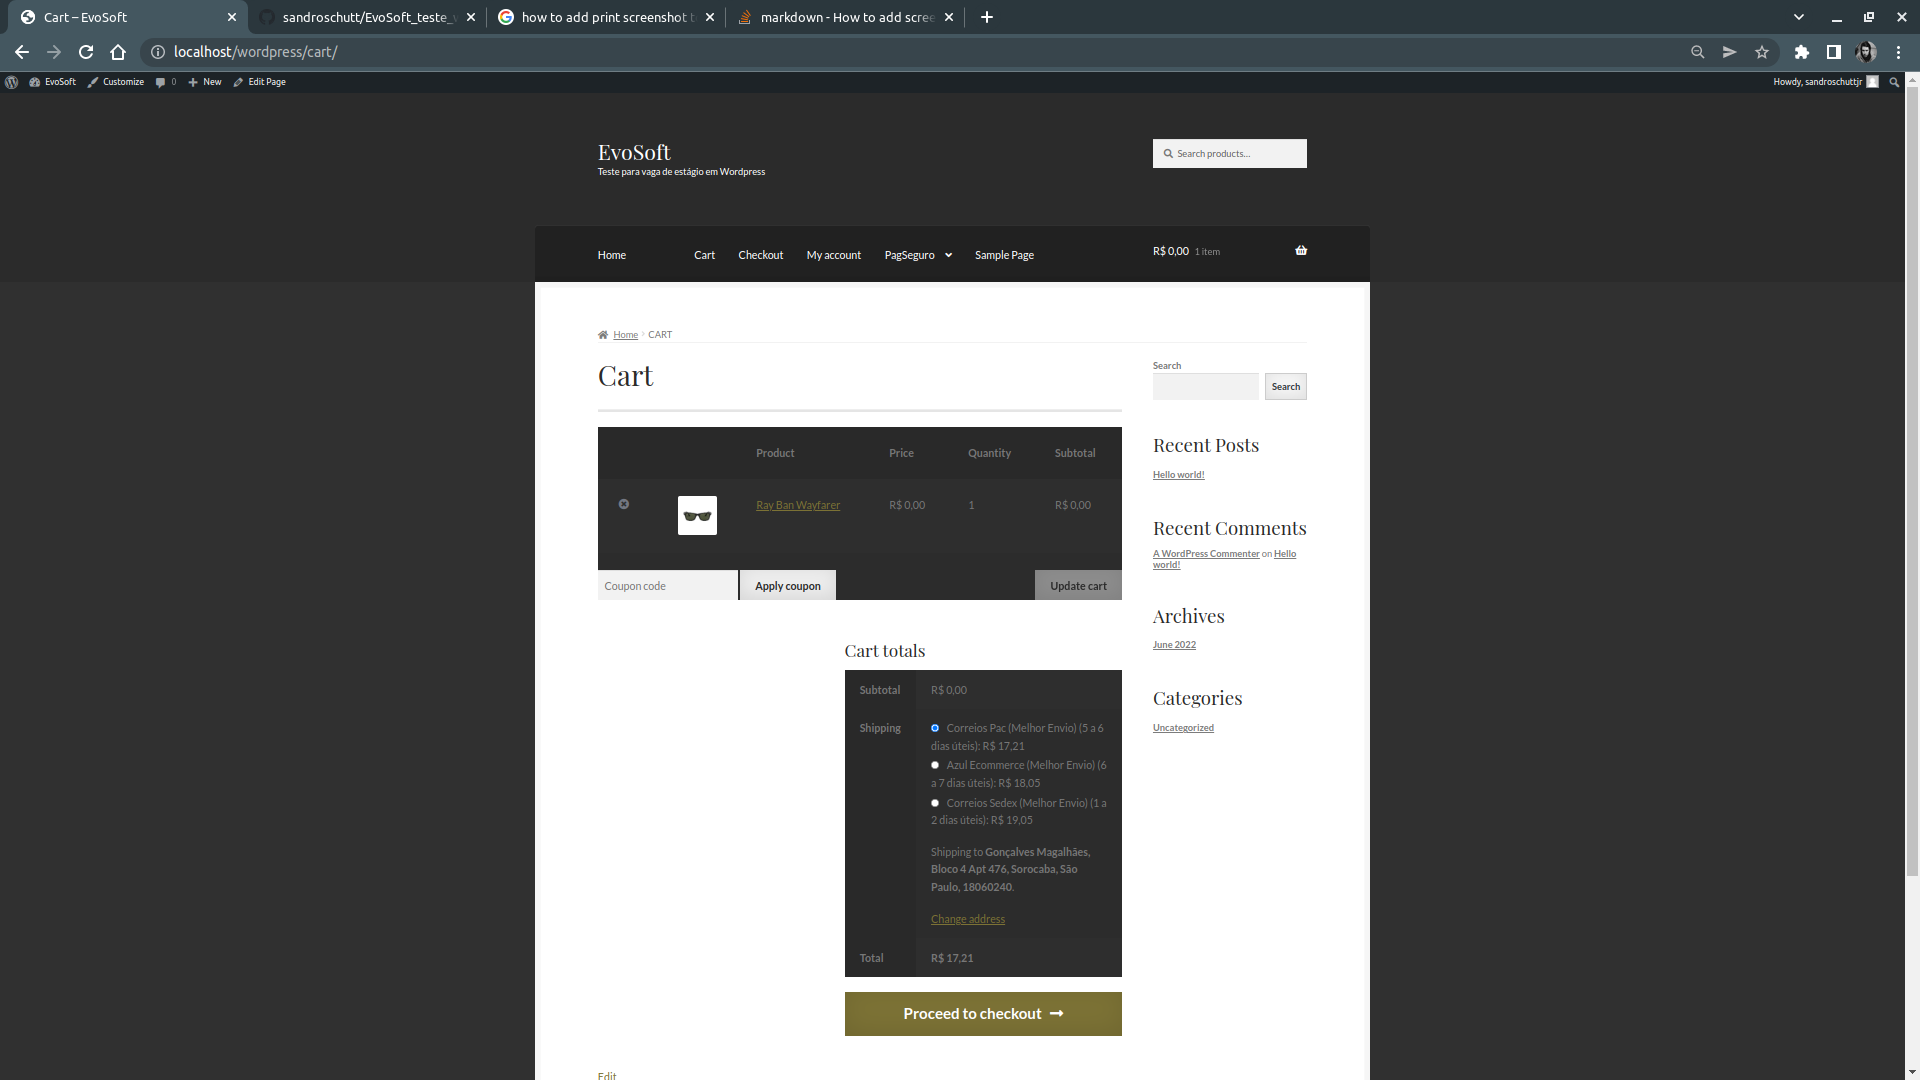 Cart – EvoSoft
sandroschutt/EvoSoft_teste_
how to add print screenshot t
markdown - How to add scree
localhost/wordpress/cart/
EvoSoft
Customize
0
New
Edit Page
Howdy, sandroschuttjr
EvoSoft
Teste para vaga de estágio em Wordpress
Search products...
Home
Cart
Checkout
My account
PagSeguro
Sample Page
R$ 0,00 1 item
Home
CART
Cart
Product
Price
Quantity
Subtotal
Ray Ban Wayfarer
R$ 0,00
1
R$ 0,00
Coupon code
Apply coupon
Update cart
Cart totals
Subtotal
R$ 0,00
Shipping
Correios Pac (Melhor Envio) (5 a 6
dias úteis): R$ 17,21
Azul Ecommerce (Melhor Envio) (6
a 7 dias úteis): R$ 18,05
Correios Sedex (Melhor Envio) (1 a
2 dias úteis): R$ 19,05
Shipping to Gonçalves Magalhães,
Bloco 4 Apt 476, Sorocaba, São
Paulo, 18060240.
Change address
Total
R$ 17,21
Proceed to checkout
Edit
Search
Search
Recent Posts
Hello world!
Recent Comments
A WordPress Commenter on Hello
world!
Archives
June 2022
Categories
Uncategorized